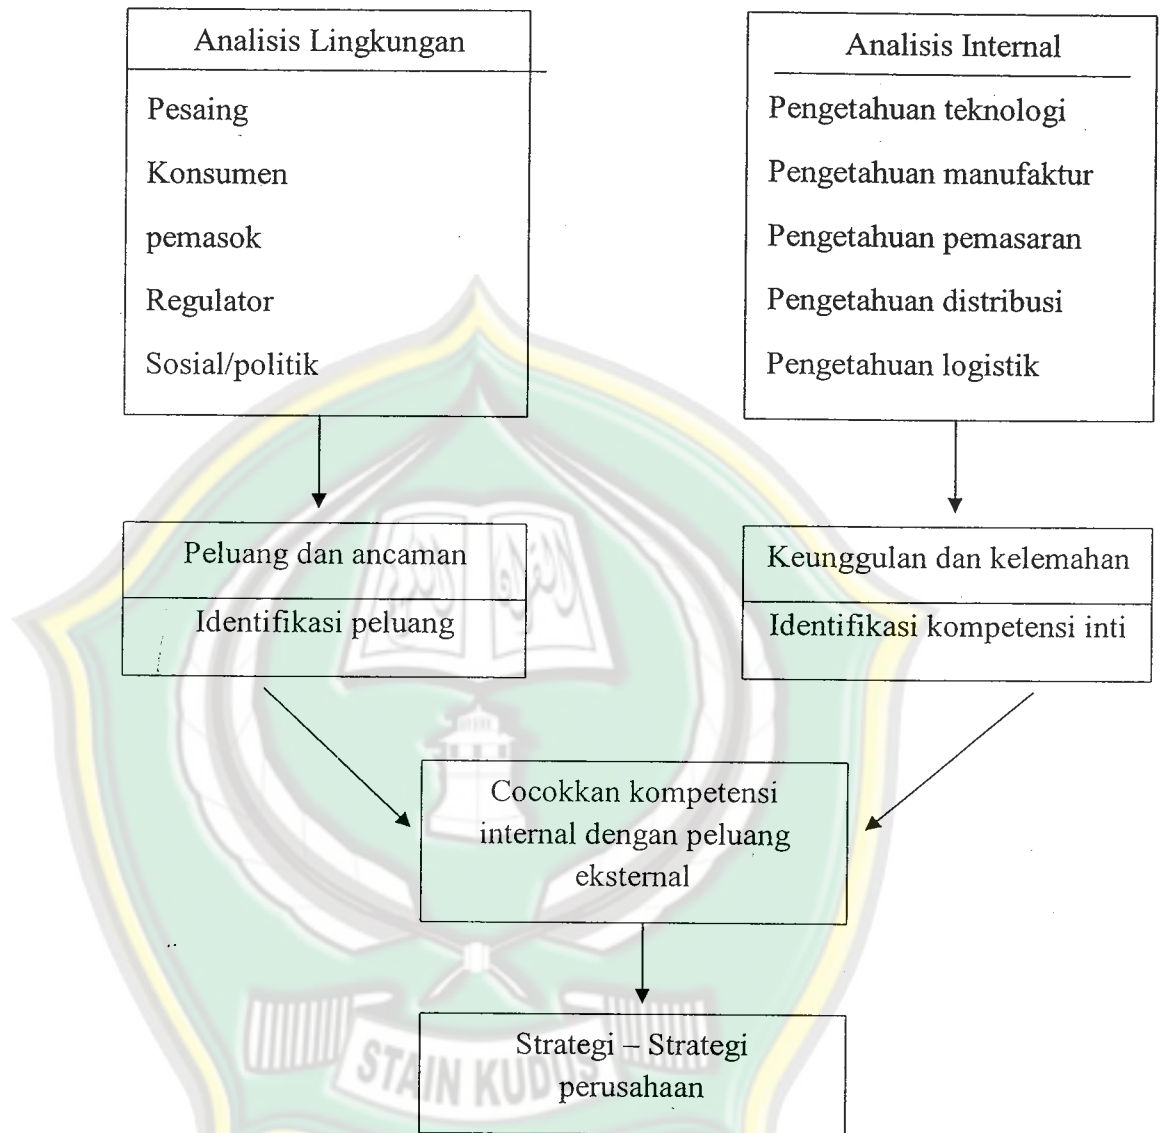 Analisis Lingkungan
Pesaing
Konsumen
pemasok
Regulator
Sosial/politik
Analisis Internal
Pengetahuan teknologi
Pengetahuan manufaktur
Pengetahuan pemasaran
Pengetahuan distribusi
Pengetahuan logistik
Peluang dan ancaman
Identifikasi peluang
Keunggulan dan kelemahan
Identifikasi kompetensi inti
Cocokkan kompetensi
internal dengan peluang
eksternal
Strategi – Strategi
perusahaan
STAIN KUDUS